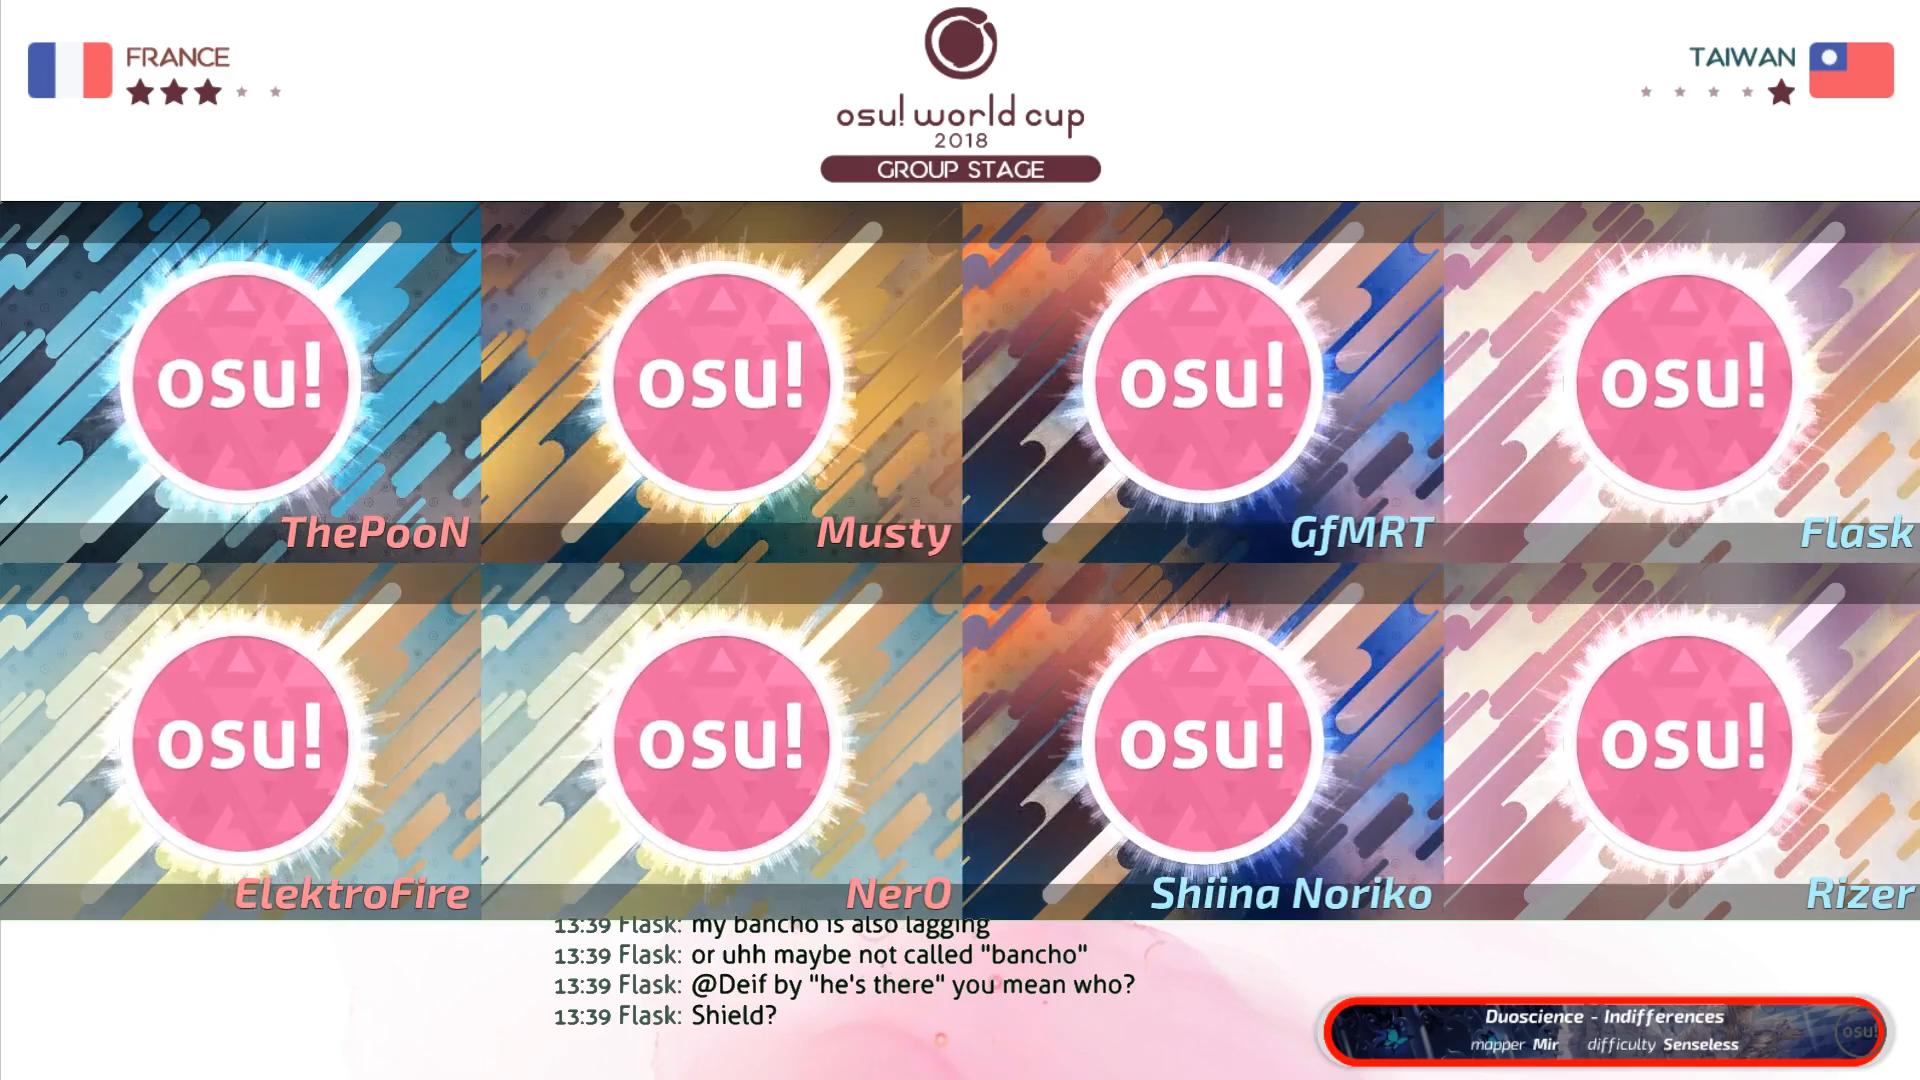 FRANCE
TAIWAN
osu! world cup
2018
GROUP STAGE
osu!
osu!
osu!
osu!
ThePooN
Musty
GfMRT
Flask
osu!
osu!
osu!
osu!
ElektroFire
Ner0
Shiina Noriko
Rizer
13:39 Flask: my bancho is also lagging
13:39 Flask: or uhh maybe not called "bancho"
13:39 Flask: @Deif by "he's there" you mean who?
13:39 Flask: Shield?
Duoscience - Indifferences
mapper Mir difficulty Senseless
osu!